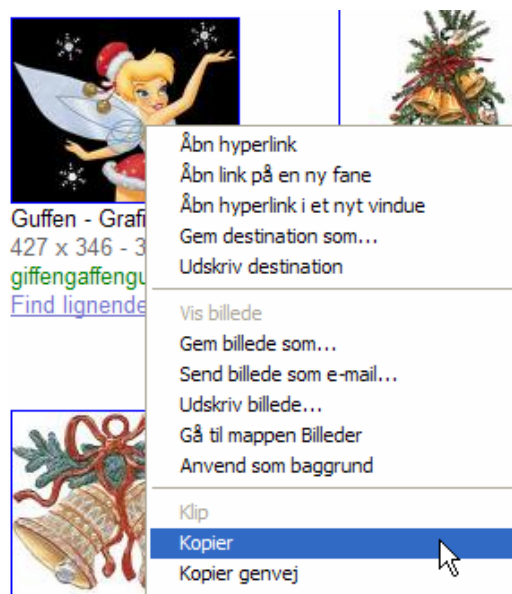 Guffen - Grafi
427 x 346 - 3
giffengaffengu
Find lignende
Åbn hyperlink
Åbn link på en ny fane
Åbn hyperlink i et nyt vindue
Gem destination som...
Udskriv destination
Vis billede
Gem billede som...
Send billede som e-mail...
Udskriv billede...
Gå til mappen Billeder
Anvend som baggrund
Klip
Kopier
Kopier genvej